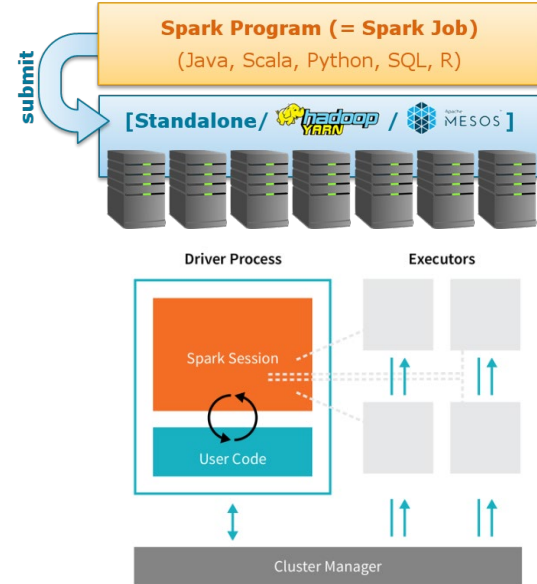 Spark Program (= Spark Job)
(Java, Scala, Python, SQL, R)
submit
[Standalone/ hadoop YARN / Apache MESOS ]
Driver Process
Executors
Spark Session
User Code
Cluster Manager